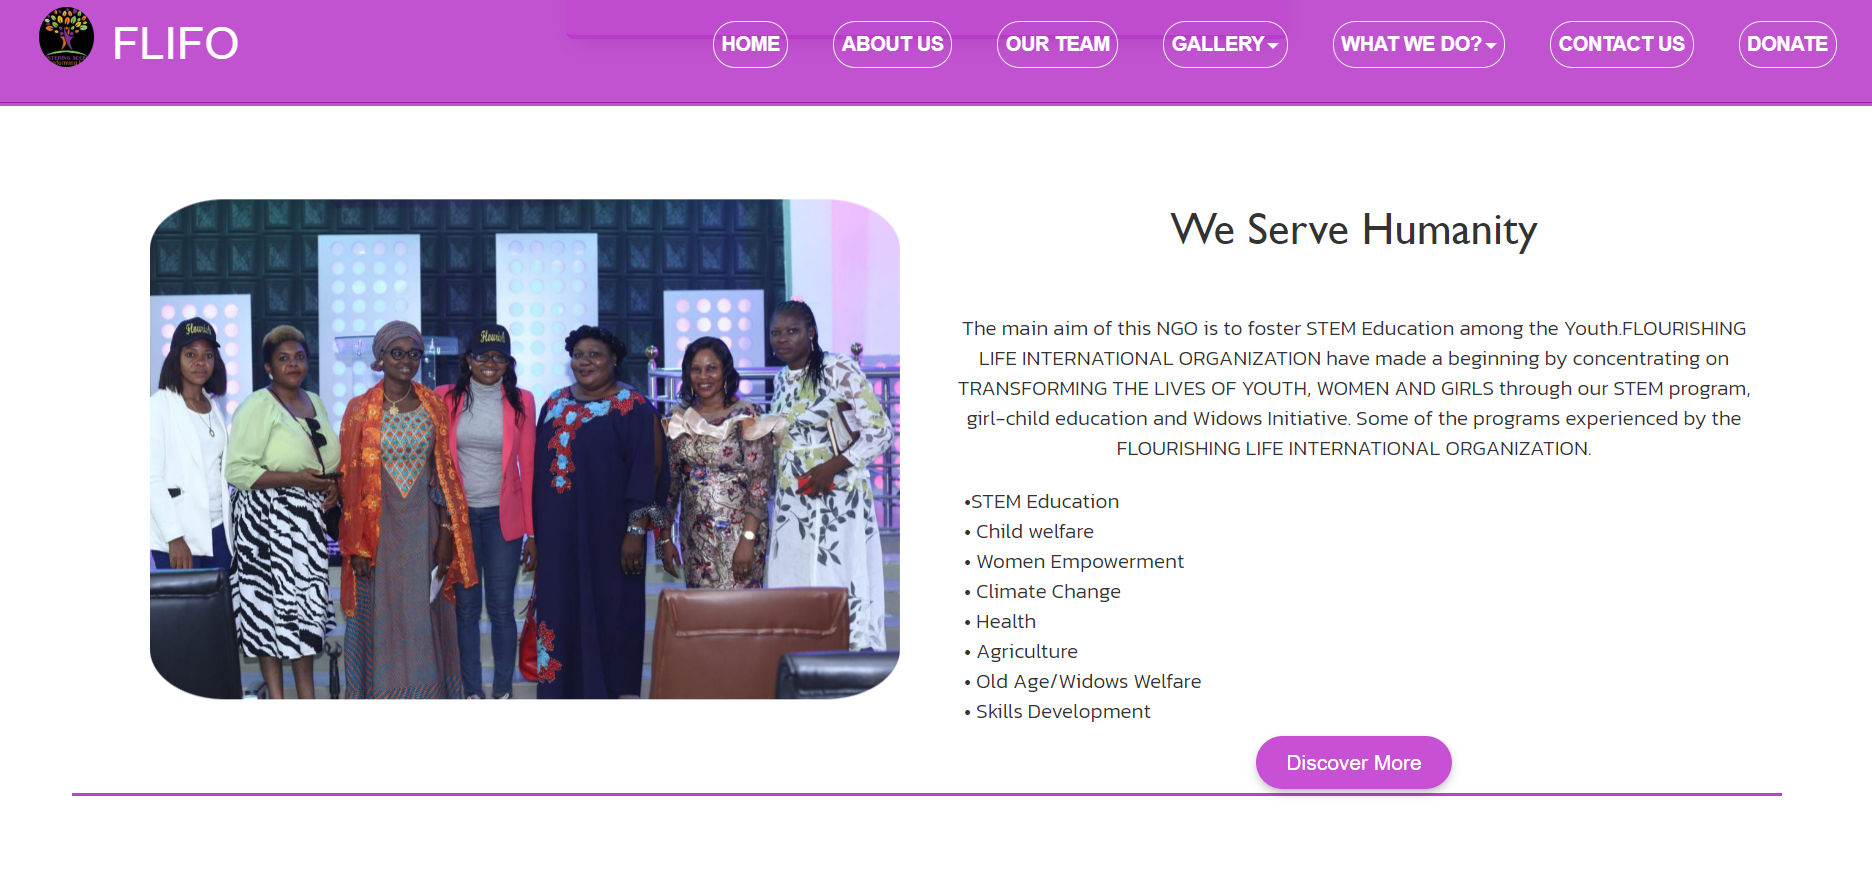 FLIFO
HOME
ABOUT US
OUR TEAM
GALLERY
WHAT WE DO?
CONTACT US
DONATE
We Serve Humanity
Flourish
Flourish
The main aim of this NGO is to foster STEM Education among the Youth.FLOURISHING
LIFE INTERNATIONAL ORGANIZATION have made a beginning by concentrating on
TRANSFORMING THE LIVES OF YOUTH, WOMEN AND GIRLS through our STEM program,
girl-child education and Widows Initiative. Some of the programs experienced by the
FLOURISHING LIFE INTERNATIONAL ORGANIZATION.
•STEM Education
• Child welfare
• Women Empowerment
• Climate Change
• Health
• Agriculture
• Old Age/Widows Welfare
• Skills Development
Discover More